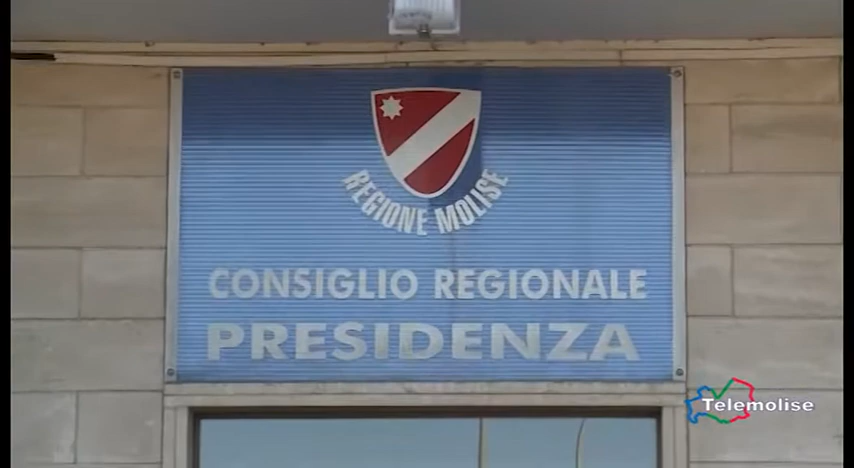 REGIONE MOLISE
CONSIGLIO REGIONALE
PRESIDENZA
Telemolise